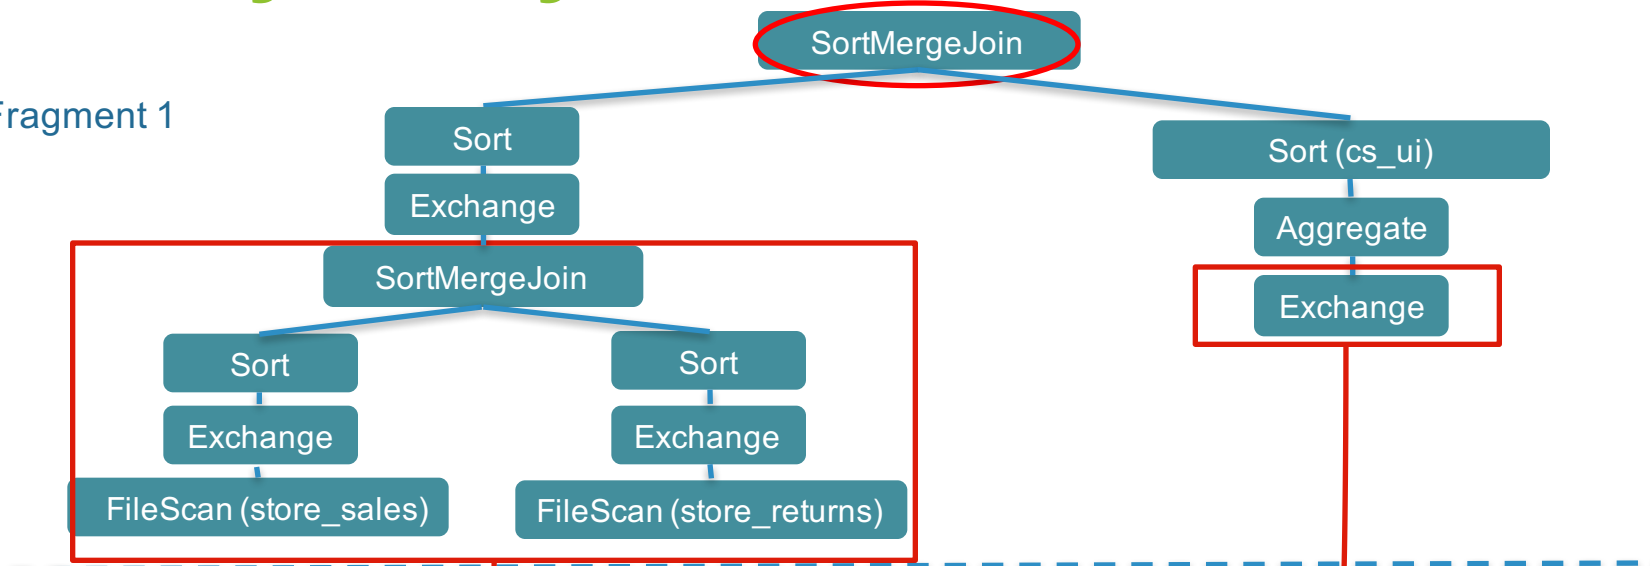 SortMergeJoin
Fragment 1
Sort
Sort (cs_ui)
Exchange
Aggregate
SortMergeJoin
Exchange
Sort
Sort
Exchange
Exchange
FileScan (store_sales)
FileScan (store_returns)